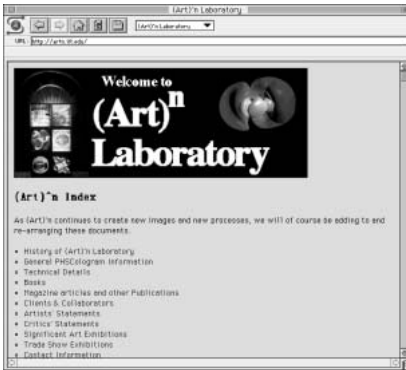 (Art)^n Laboratory
(Art)^n Laboratory
URL: http://artn.iit.edu/
Welcome to
(Art)n
Laboratory
(Art)^n Index
As (Art)^n continues to create new images and new processes, we will of course be adding to and
re-arranging these documents.
• History of (Art)^n Laboratory
• General PHSCologram Information
• Technical Details
• Books
• Magazine articles and other Publications
• Clients & Collaborators
• Artists' Statements
• Critics' Statements
• Significant Art Exhibitions
• Trade Show Exhibitions
• Contact Information